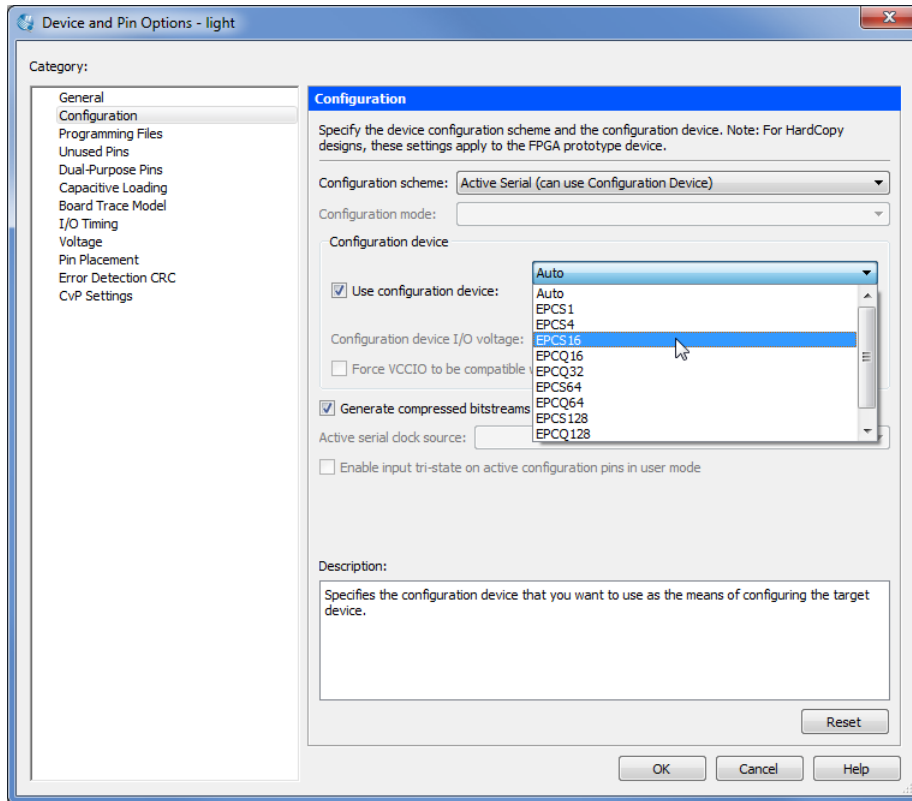 Device and Pin Options - light
Category:
General
Configuration
Programming Files
Unused Pins
Dual-Purpose Pins
Capacitive Loading
Board Trace Model
I/O Timing
Voltage
Pin Placement
Error Detection CRC
CvP Settings
Configuration
Specify the device configuration scheme and the configuration device. Note: For HardCopy
designs, these settings apply to the FPGA prototype device.
Configuration scheme: Active Serial (can use Configuration Device)
Configuration mode:
Configuration device
Auto
Use configuration device:
Auto
EPCS1
EPCS4
Configuration device I/O voltage: EPCS16
EPCQ16
Force VCCIO to be compatible EPCQ32
EPCS64
EPCQ64
Generate compressed bitstreams EPCS128
Active serial clock source: EPCQ128
Enable input tri-state on active configuration pins in user mode
Description:
Specifies the configuration device that you want to use as the means of configuring the target
device.
Reset
OK Cancel Help